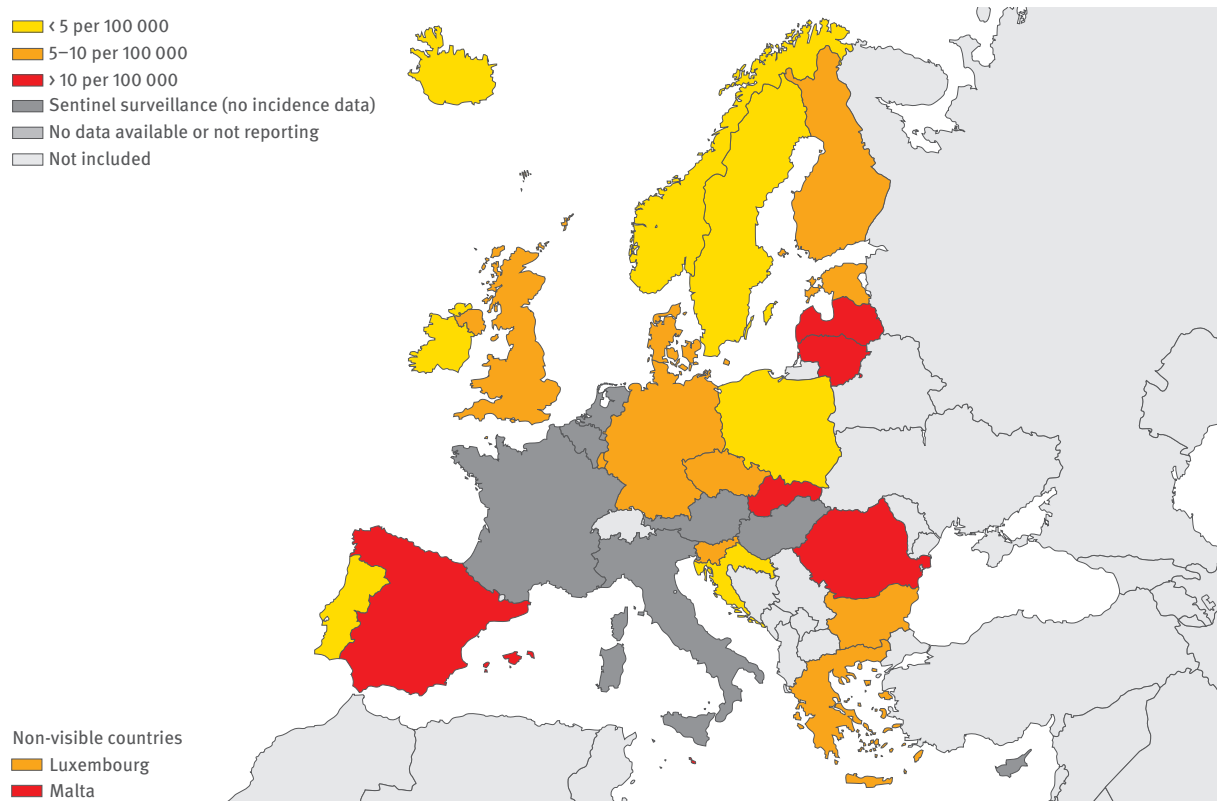 < 5 per 100 000
5–10 per 100 000
> 10 per 100 000
Sentinel surveillance (no incidence data)
No data available or not reporting
Not included
Non-visible countries
Luxembourg
Malta